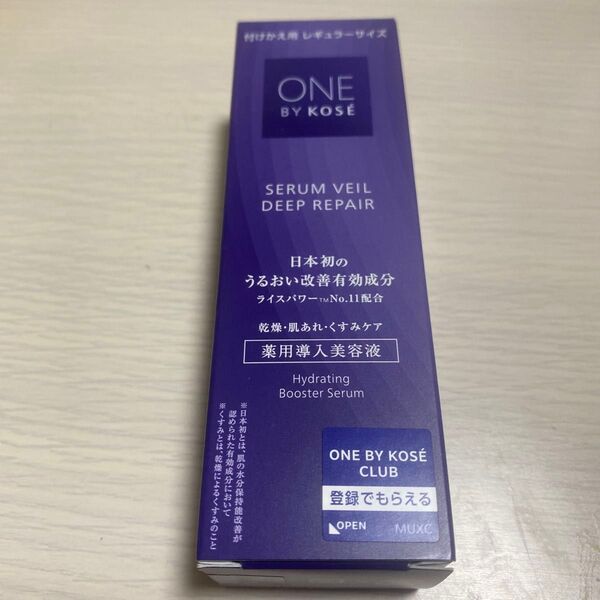 付けかえ用 レギュラーサイズ
ONE
BY KOSÉ
SERUM VEIL
DEEP REPAIR
日本初の
うるおい改善有効成分
ライスパワー™No.11配合
乾燥・肌あれ・くすみケア
薬用導入美容液
Hydrating
Booster Serum
※日本初とは、肌の水分保持能改善が
認められた有効成分において
※くすみとは、乾燥によるくすみのこと
ONE BY KOSÉ
CLUB
登録でもらえる
OPEN MUXC